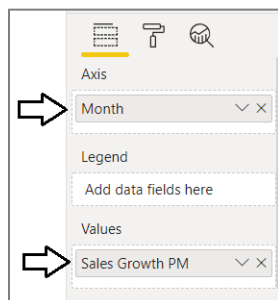 Axis
Month
Legend
Add data fields here
Values
Sales Growth PM